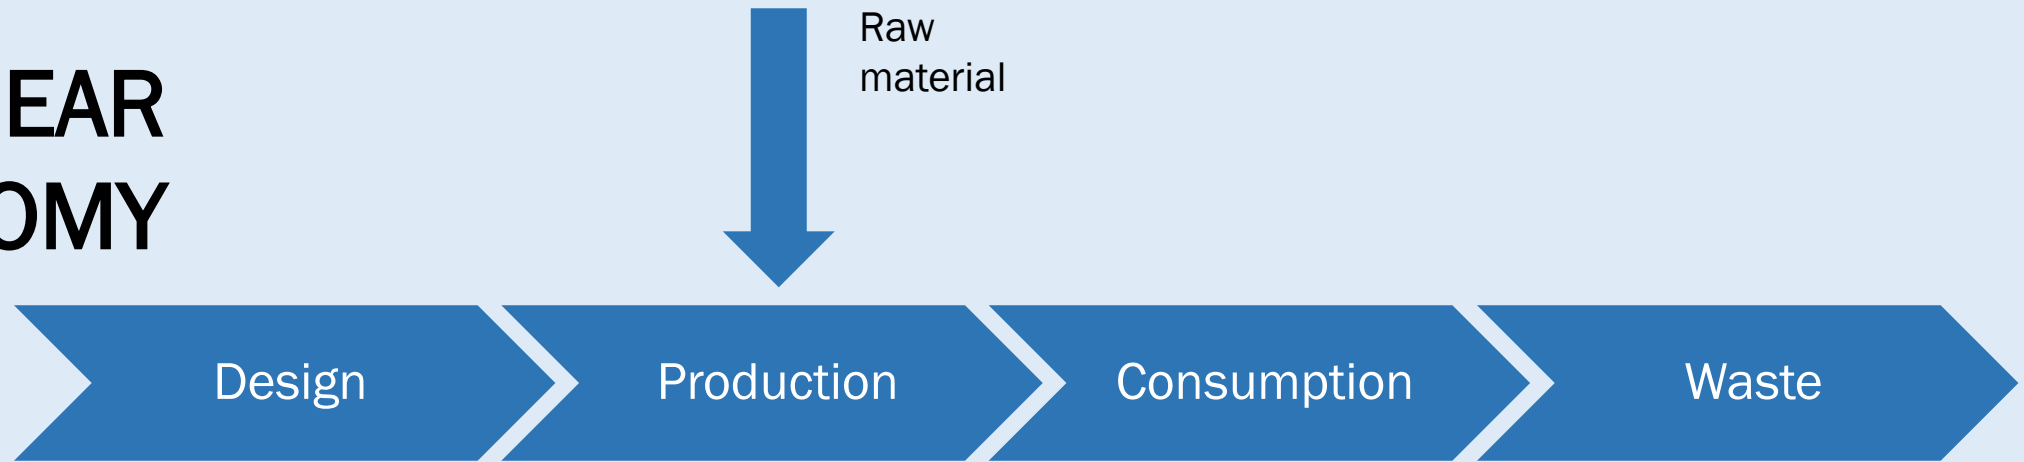 Raw
material
EAR
OMY
Design
Production
Consumption
Waste